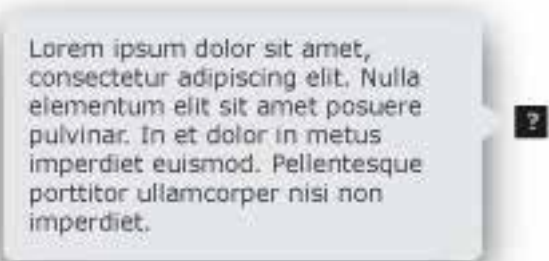 Lorem ipsum dolor sit amet,
consectetur adipiscing elit. Nulla
elementum elit sit amet posuere
pulvinar. In et dolor in metus
imperdiet euismod. Pellentesque
porttitor ullamcorper nisi non
imperdiet.
?